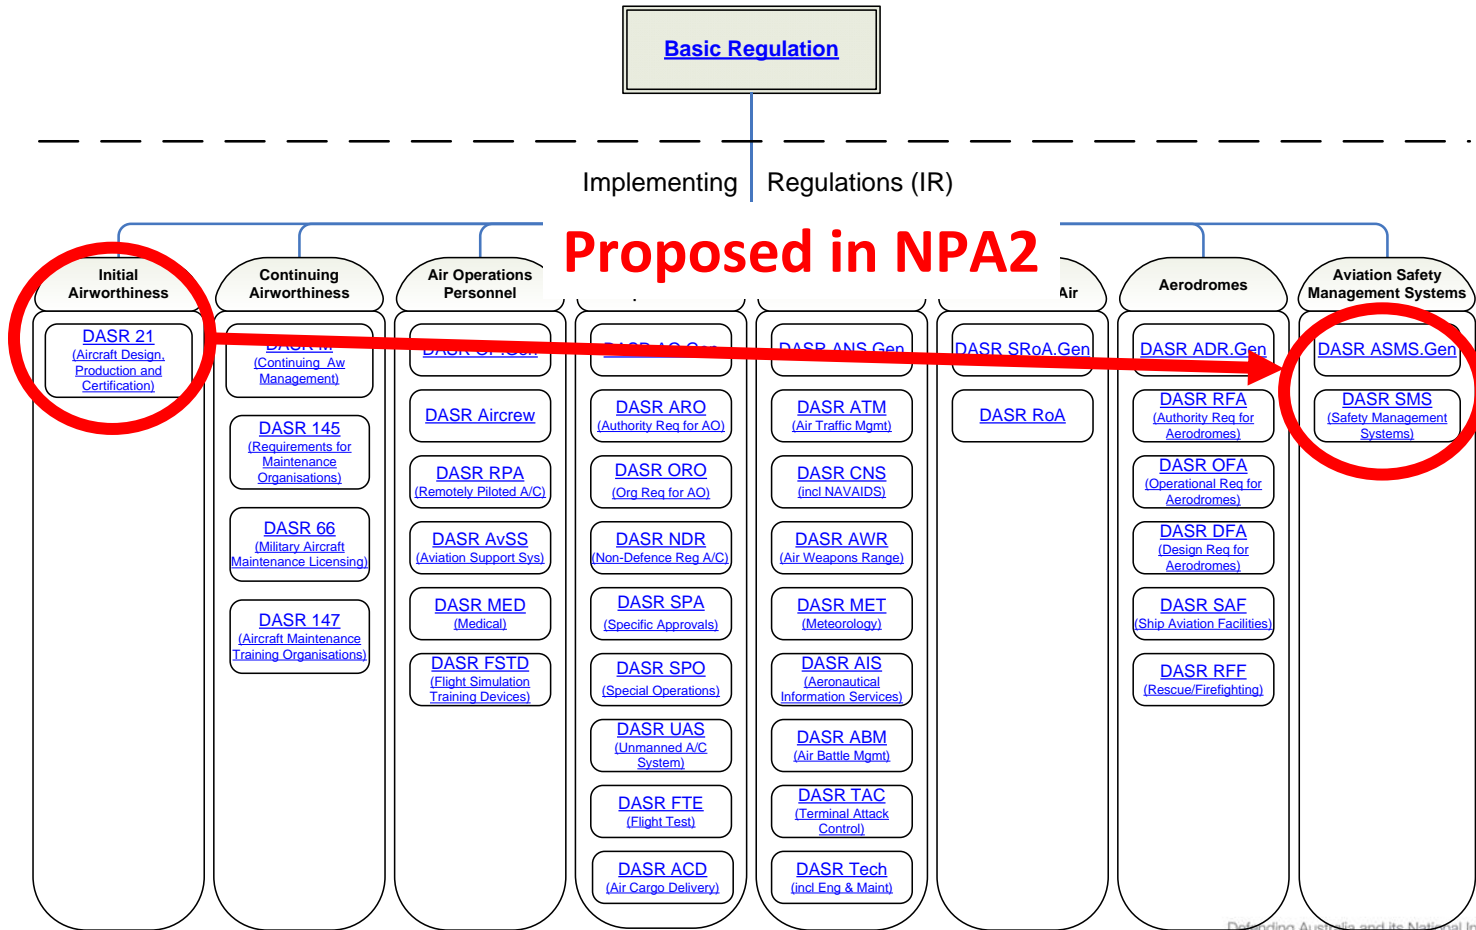 Basic Regulation
Implementing Regulations (IR)
Proposed in NPA2
Initial
Airworthiness
DASR 21
(Aircraft Design,
Production and
Certification)
Continuing
Airworthiness
(Continuing Aw
Management)
DASR 145
(Requirements for
Maintenance
Organisations)
DASR 66
(Military Aircraft
Maintenance Licensing)
DASR 147
(Aircraft Maintenance
Training Organisations)
Air Operations
Personnel
DASR Aircrew
DASR RPA
(Remotely Piloted A/C)
DASR AvSS
(Aviation Support Sys)
DASR MED
(Medical)
DASR FSTD
(Flight Simulation
Training Devices)
DASR AO.Gen
DASR ARO
(Authority Req for AO)
DASR ORO
(Org Req for AO)
DASR NDR
(Non-Defence Reg A/C)
DASR SPA
(Specific Approvals)
DASR SPO
(Special Operations)
DASR UAS
(Unmanned A/C
System)
DASR FTE
(Flight Test)
DASR ACD
(Air Cargo Delivery)
DASR ANS.Gen
DASR ATM
(Air Traffic Mgmt)
DASR CNS
(incl NAVAIDS)
DASR AWR
(Air Weapons Range)
DASR MET
(Meteorology)
DASR AIS
(Aeronautical
Information Services)
DASR ABM
(Air Battle Mgmt)
DASR TAC
(Terminal Attack
Control)
DASR Tech
(incl Eng & Maint)
Air
DASR SRoA.Gen
DASR RoA
Aerodromes
DASR ADR.Gen
DASR RFA
(Authority Req for
Aerodromes)
DASR OFA
(Operational Req for
Aerodromes)
DASR DFA
(Design Req for
Aerodromes)
DASR SAF
(Ship Aviation Facilities)
DASR RFF
(Rescue/Firefighting)
Aviation Safety
Management Systems
DASR ASMS.Gen
DASR SMS
(Safety Management
Systems)
Defending Australia and its National In